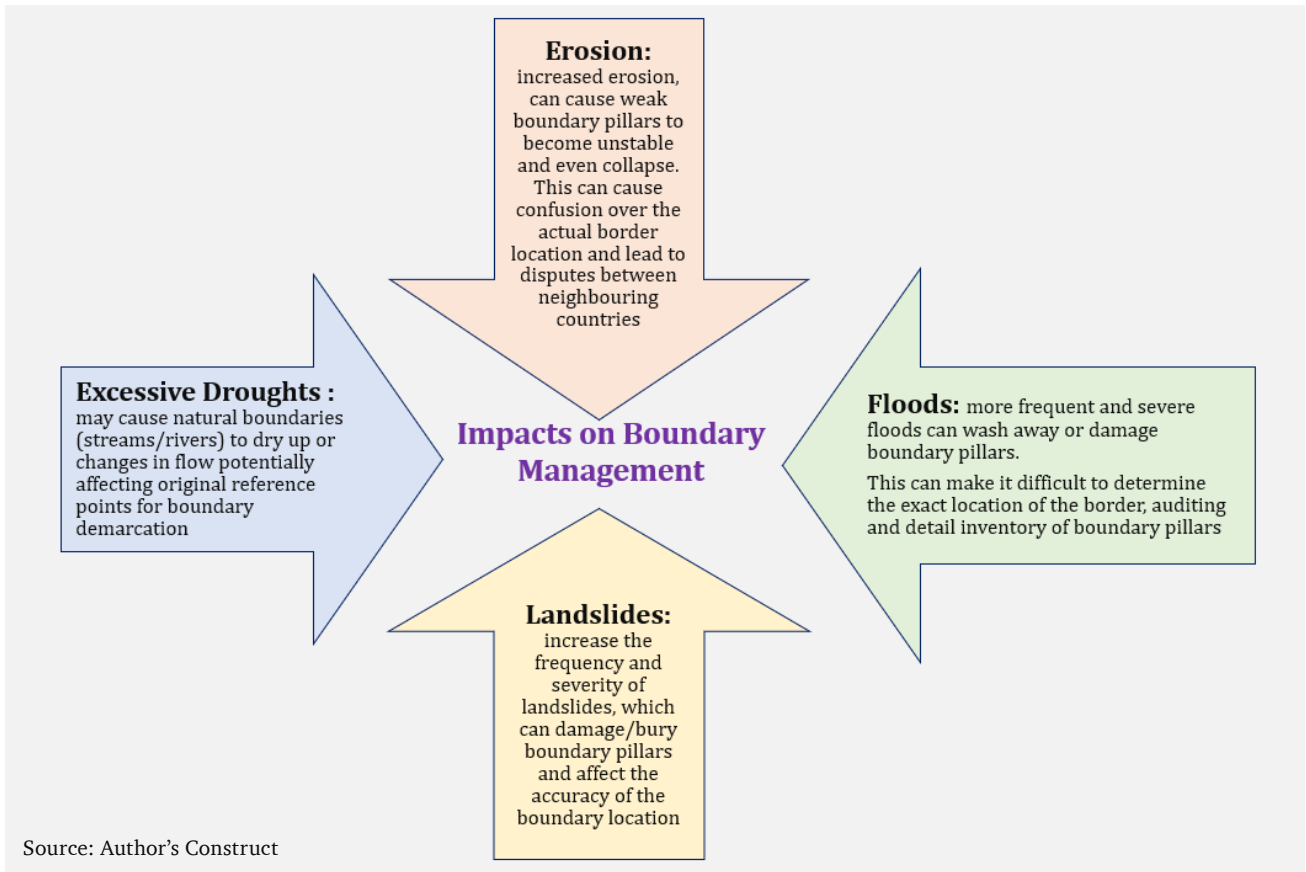 Erosion:
increased erosion,
can cause weak
boundary pillars to
become unstable
and even collapse.
This can cause
confusion over the
actual border
location and lead to
disputes between
neighbouring
countries
Excessive Droughts :
may cause natural boundaries
(streams/rivers) to dry up or
changes in flow potentially
affecting original reference
points for boundary
demarcation
Impacts on Boundary
Management
Floods: more frequent and severe
floods can wash away or damage
boundary pillars.
This can make it difficult to determine
the exact location of the border, auditing
and detail inventory of boundary pillars
Landslides:
increase the
frequency and
severity of
landslides, which
can damage/bury
boundary pillars
and affect the
accuracy of the
boundary location
Source: Author’s Construct